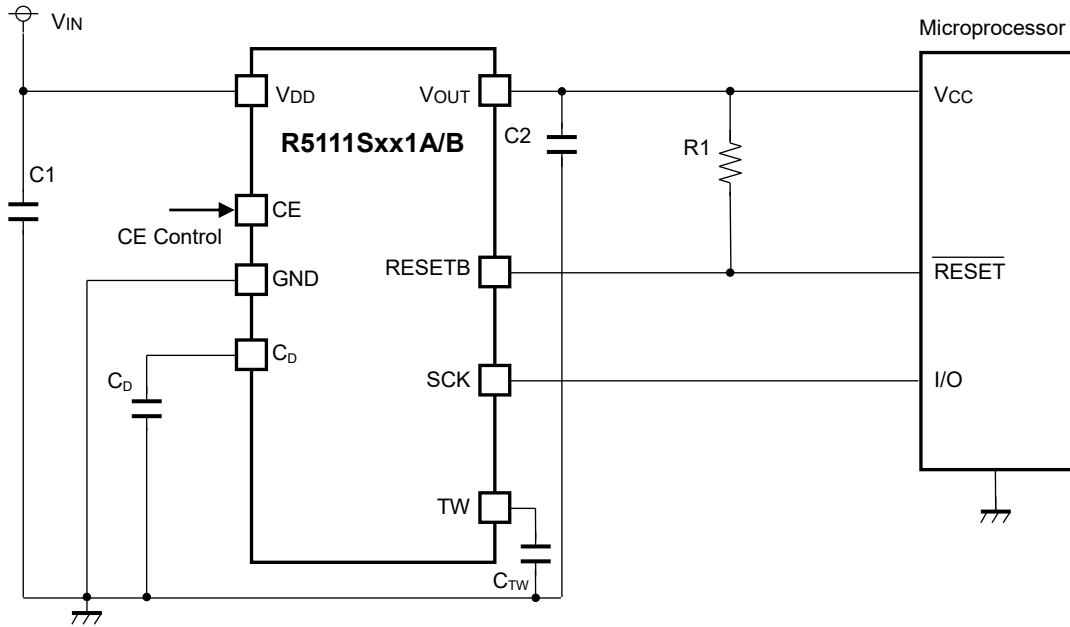 VIN
Microprocessor
VDD
VOUT
VCC
R5111Sxx1A/B
C2
R1
C1
CE
CE Control
RESETB
RESET
GND
CD
SCK
I/O
CD
TW
CTW